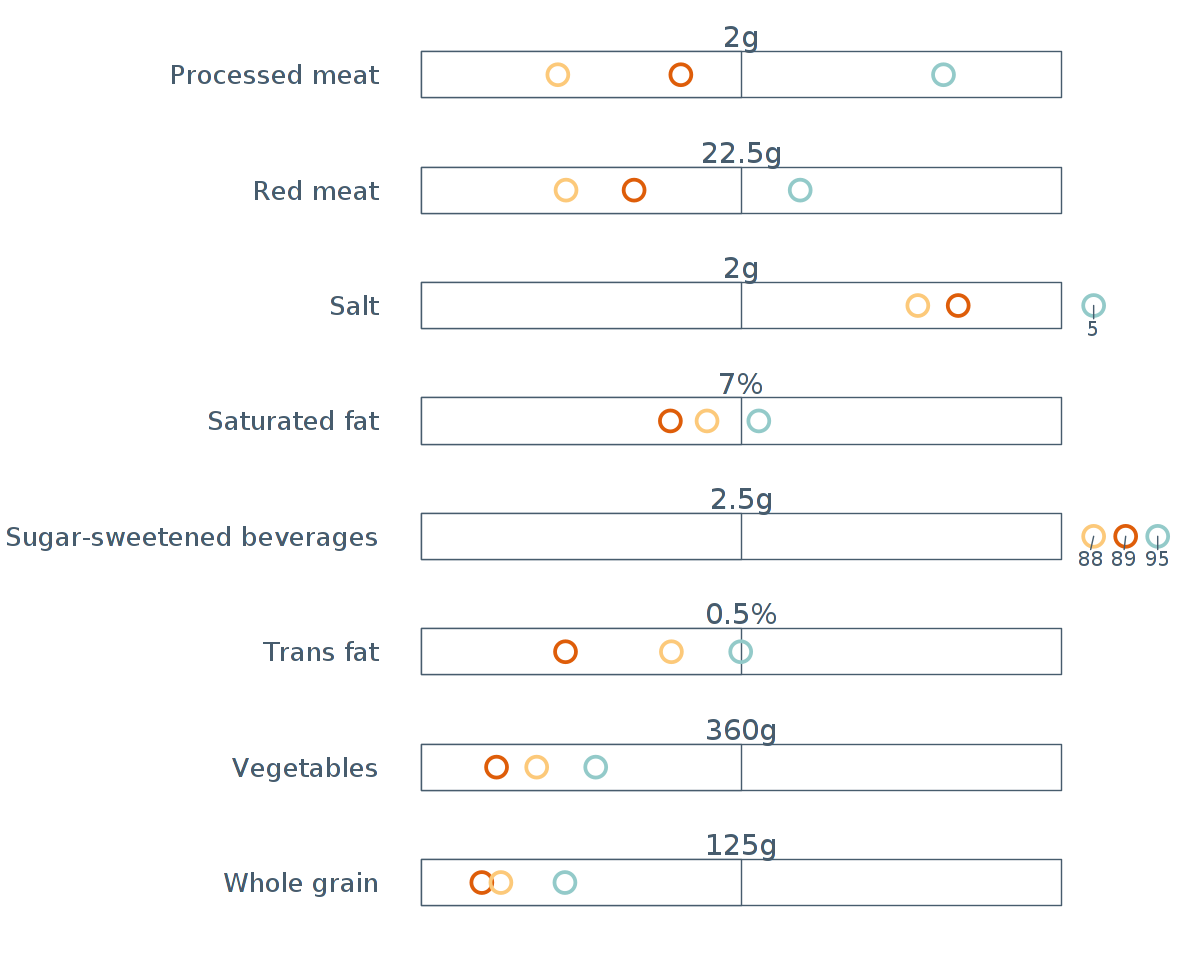 2g
Processed meat
22.5g
Red meat
2g
Salt
5
7%
Saturated fat
2.5g
Sugar-sweetened beverages
88 89 95
0.5%
Trans fat
360g
Vegetables
125g
Whole grain